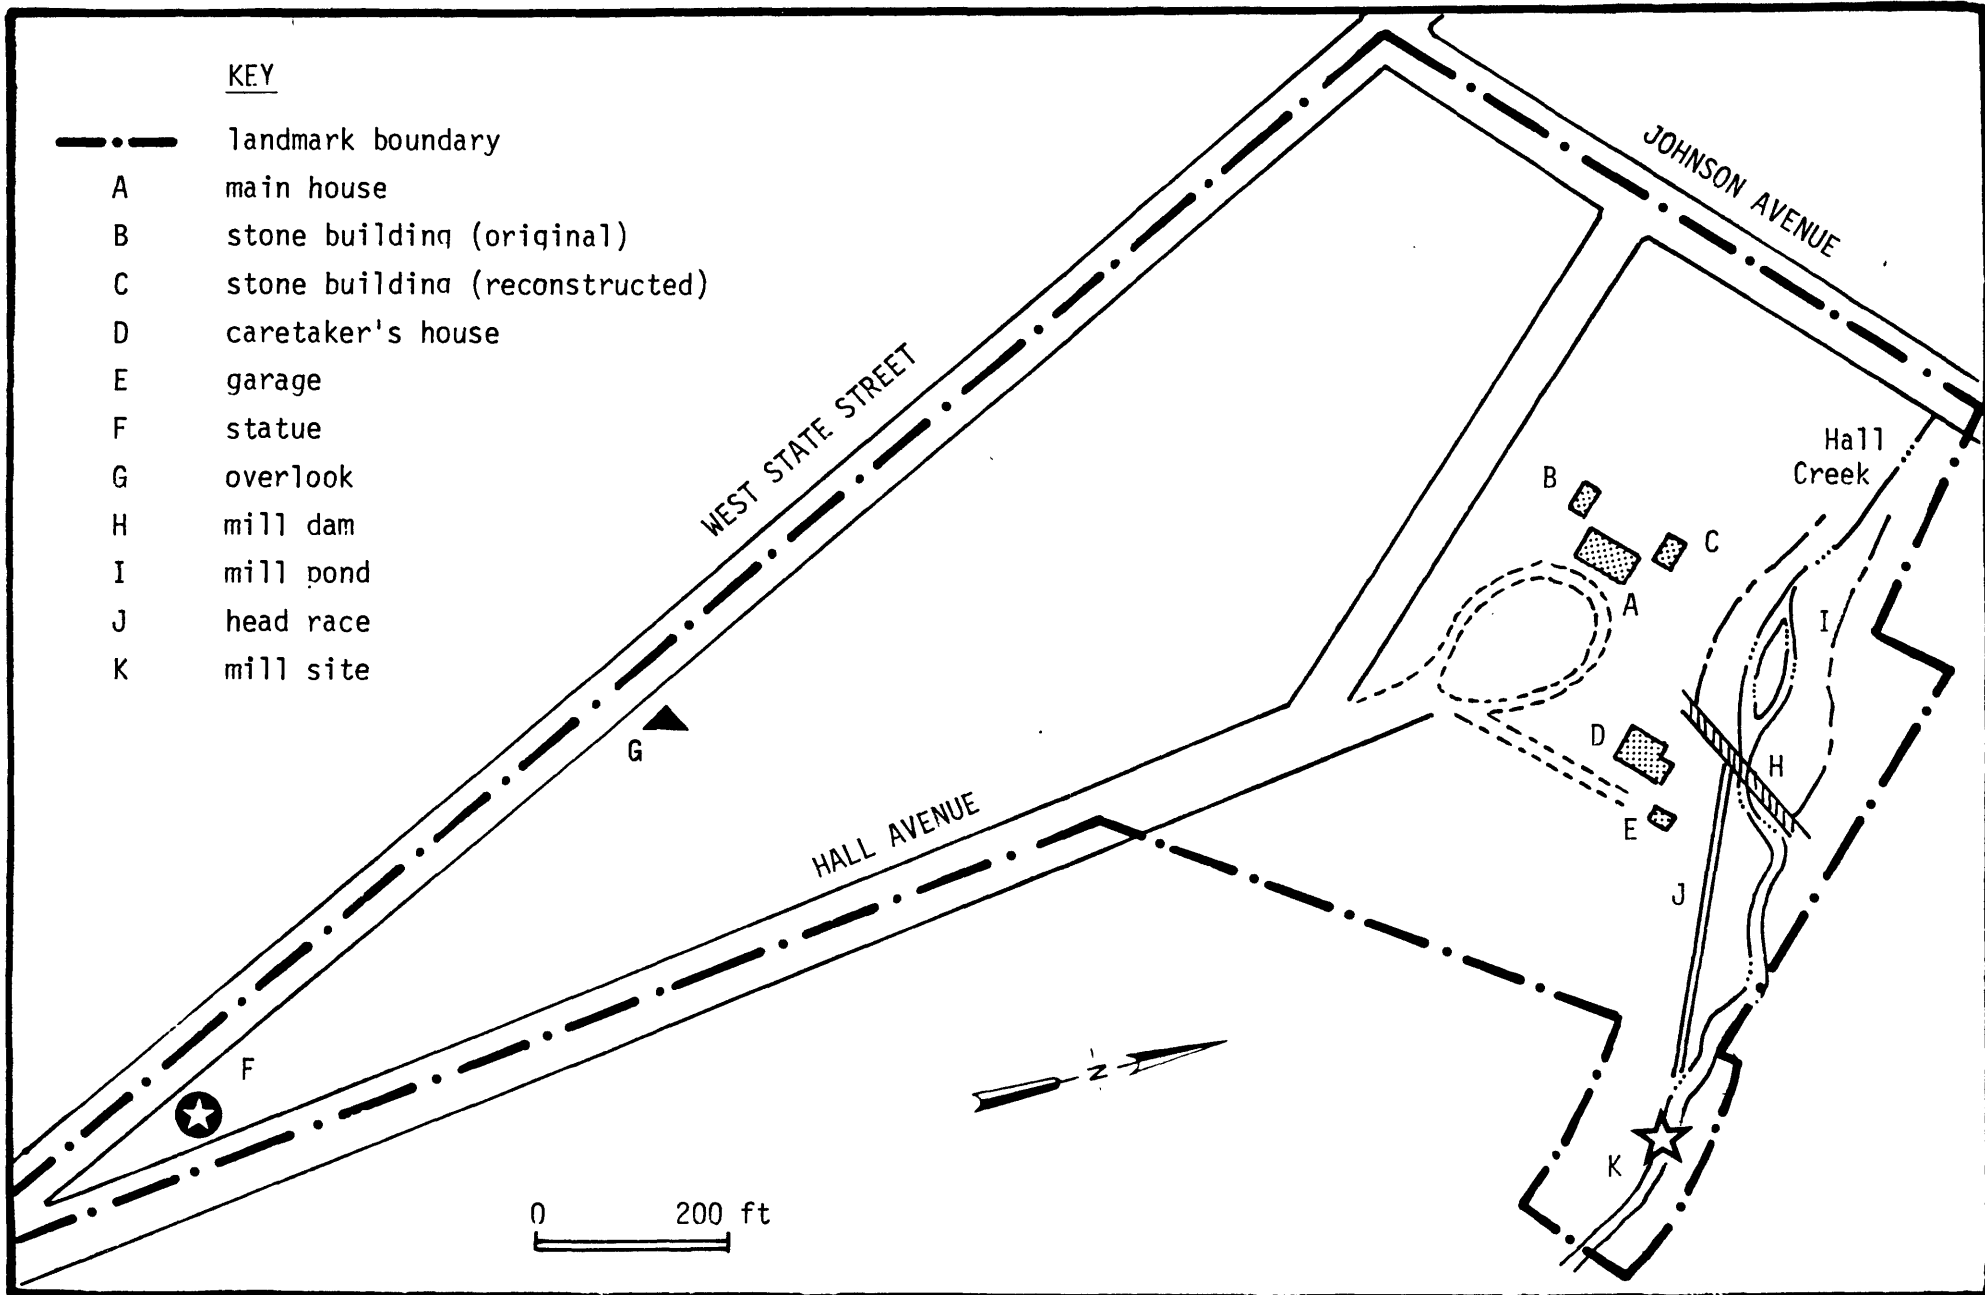 KEY
landmark boundary
A main house
B stone building (original)
C stone building (reconstructed)
D caretaker's house
E garage
F statue
G overlook
H mill dam
I mill pond
J head race
K mill site
JOHNSON AVENUE
WEST STATE STREET
Hall
Creek
B
C
A
I
G
D
H
HALL AVENUE
E
J
F
N
K
0 200 ft